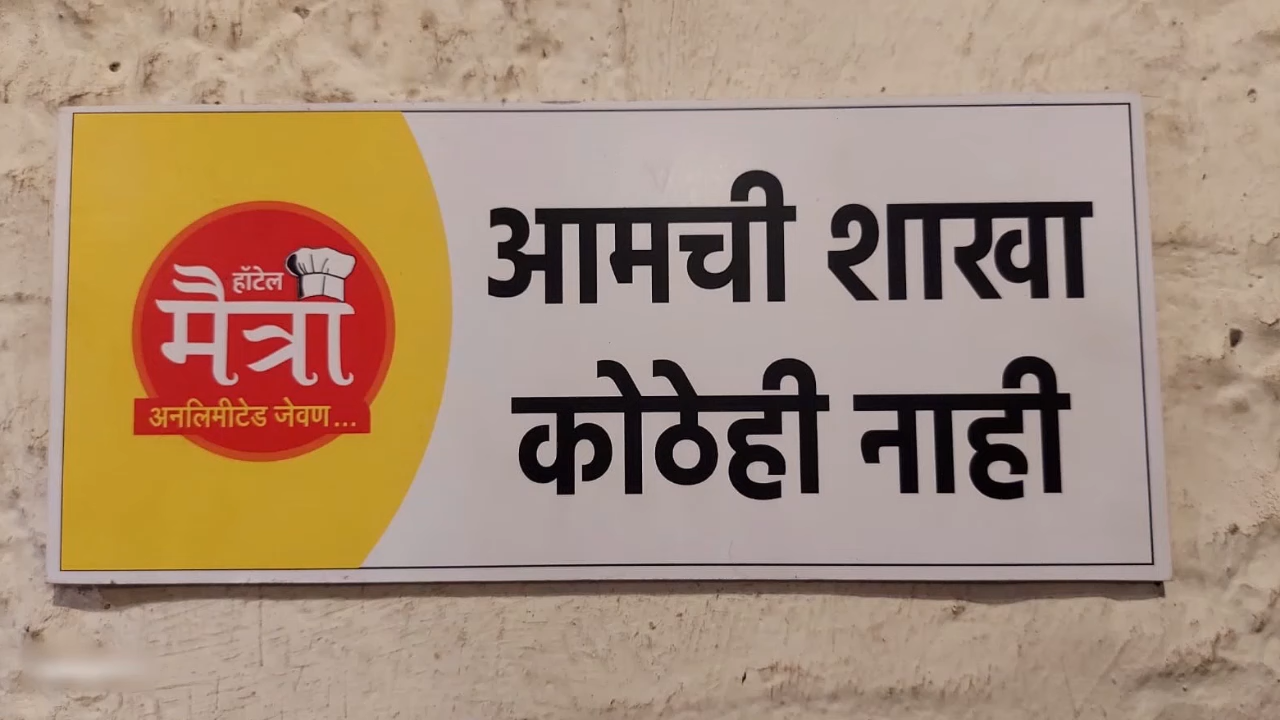 हॉटेल
मैत्री
अनलिमीटेड जेवण...
आमची शाखा
कोठेही नाही